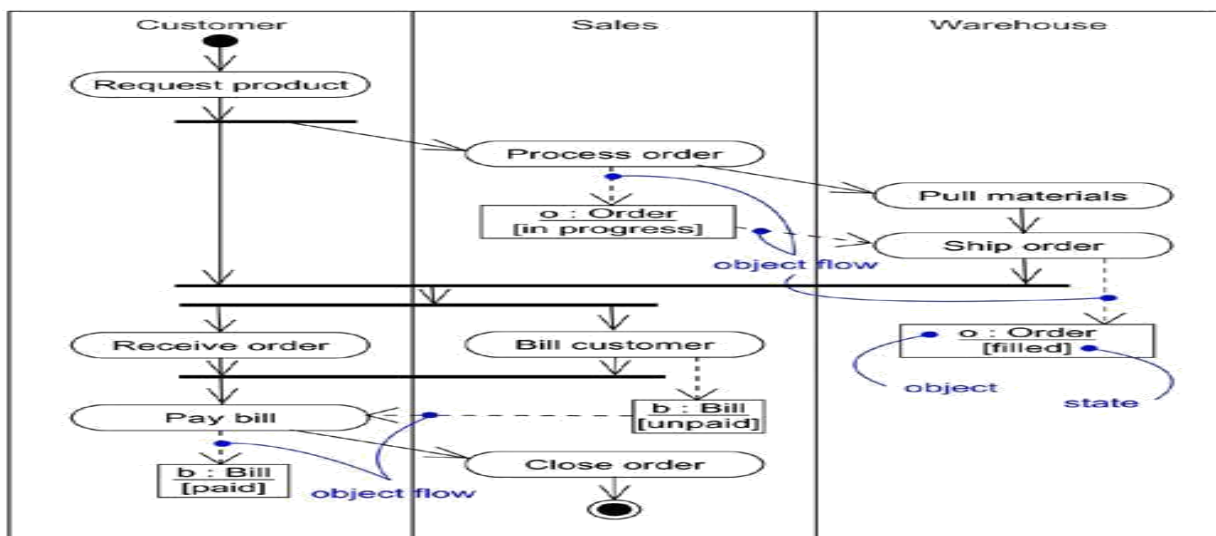 Customer
Sales
Warehouse
Request product
Process order
Pull materials
o : Order
[in progress]
Ship order
object flow
Receive order
Bill customer
o : Order
[filled]
object
state
Pay bill
b : Bill
[unpaid]
Close order
b : Bill
[paid]
object flow